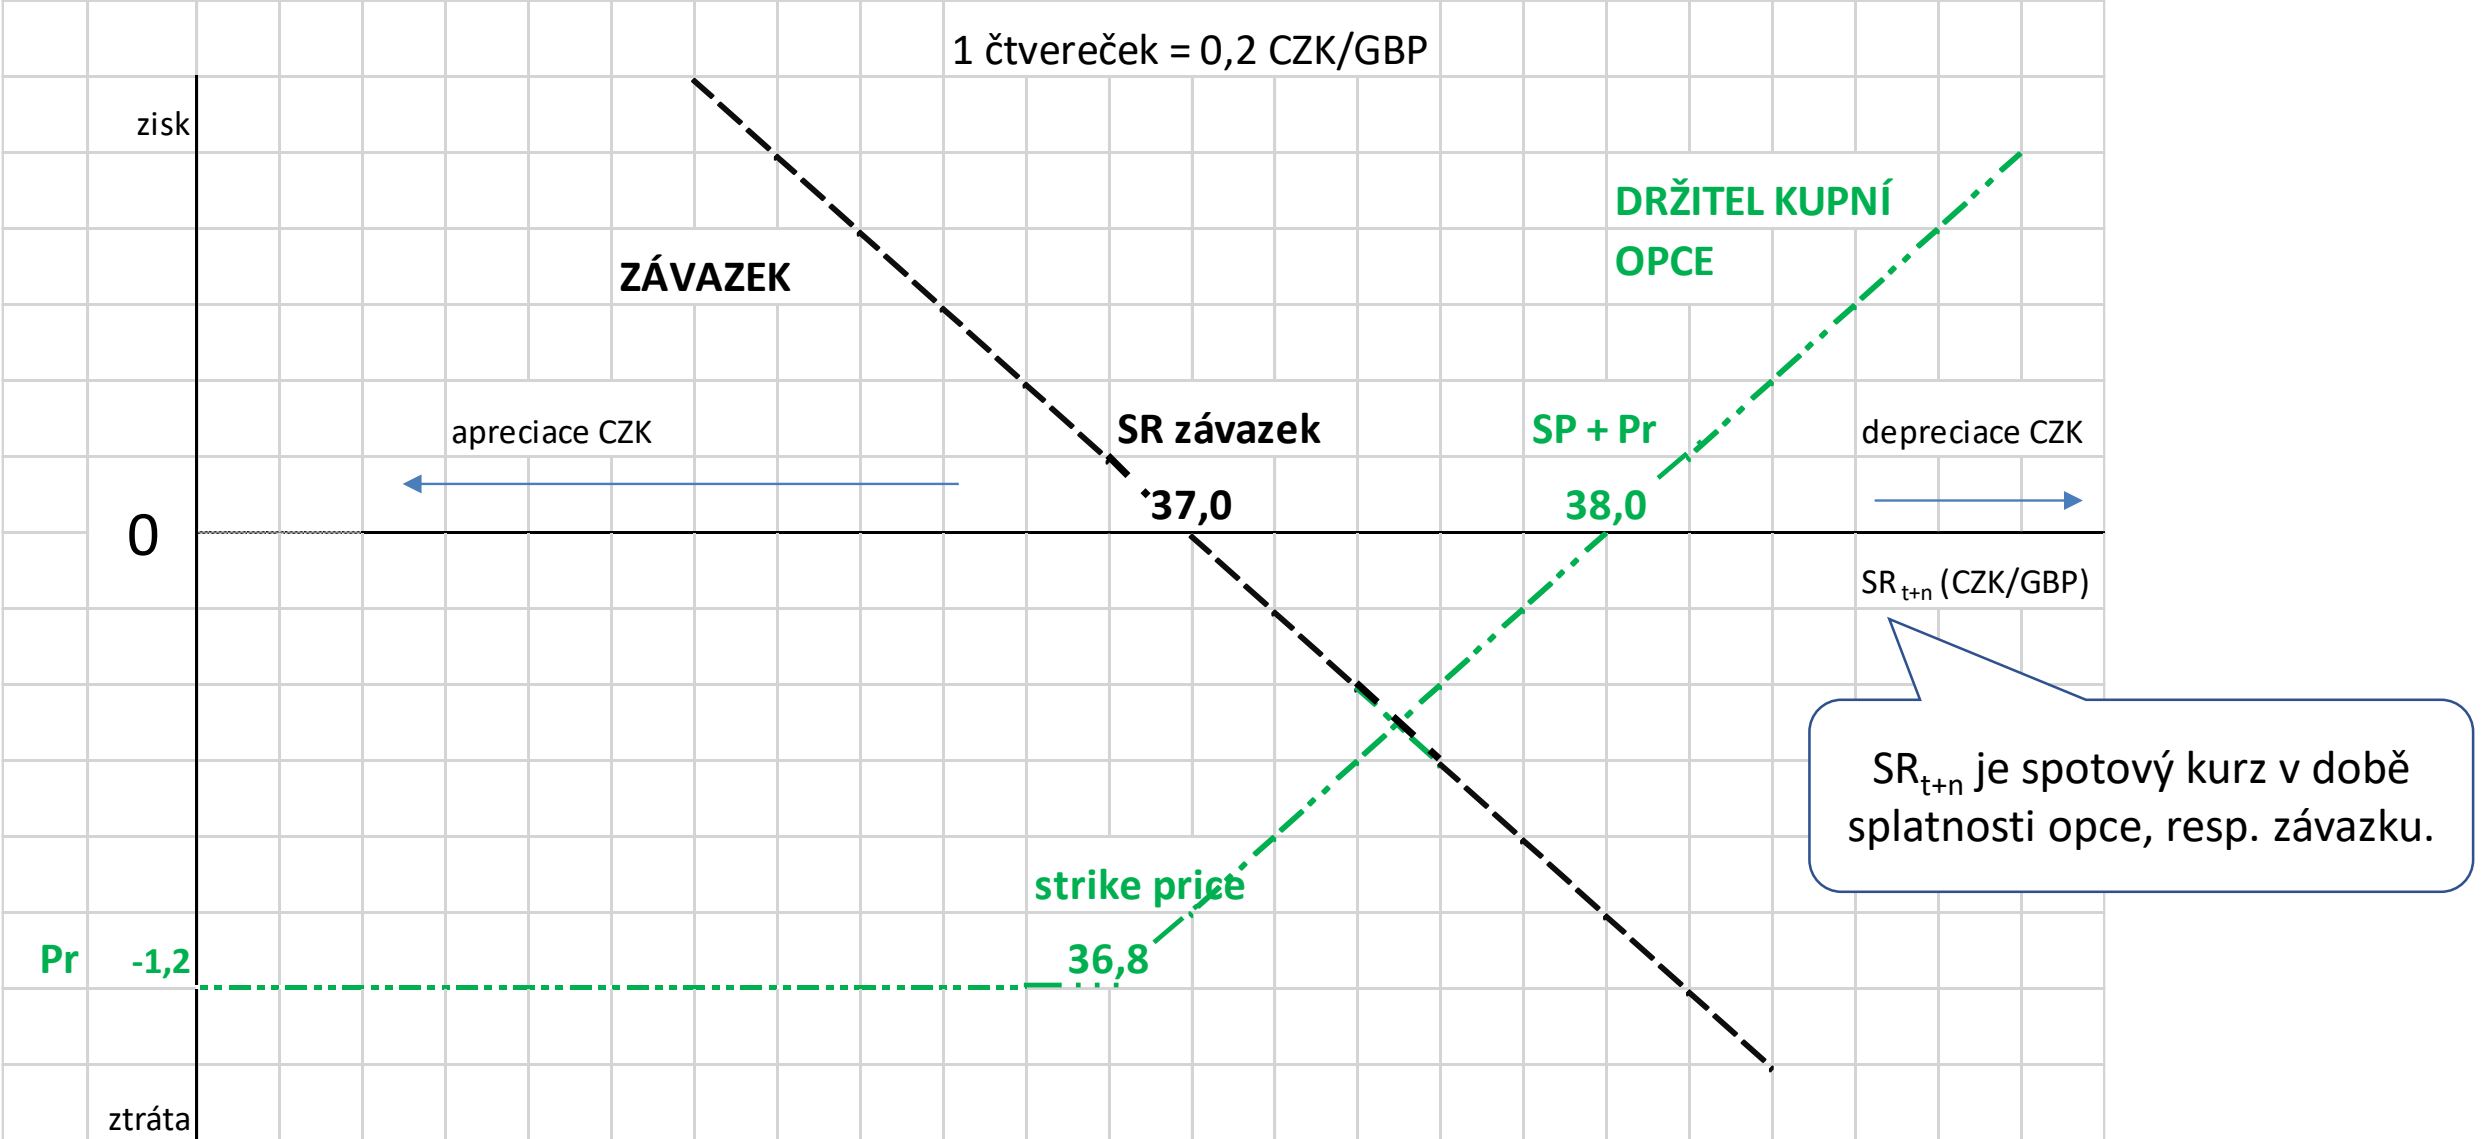 1 čtvereček = 0,2 CZK/GBP
zisk
DRŽITEL KUPNÍ
OPCE
ZÁVAZEK
apreciace CZK
SR závazek
SP + Pr
depreciace CZK
37,0
38,0
0
SR t+n (CZK/GBP)
SRt+n je spotový kurz v době
splatnosti opce, resp. závazku.
strike price
Pr -1,2
36,8
ztráta